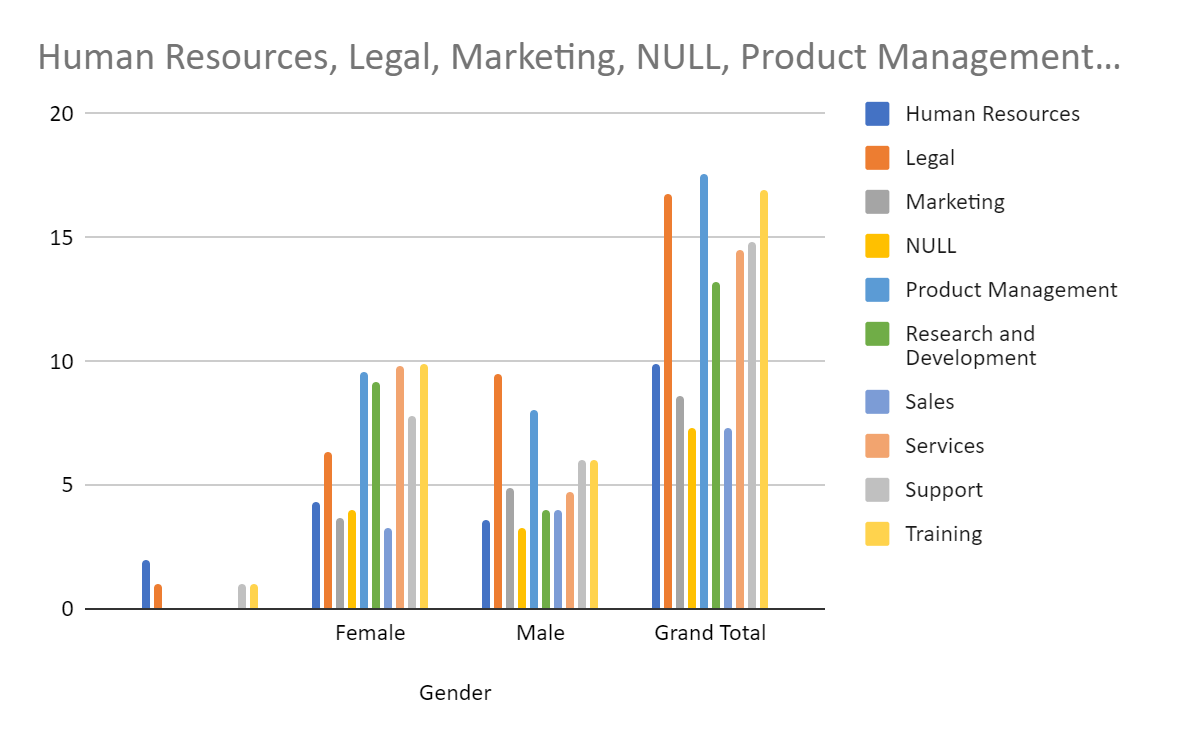 Human Resources, Legal, Marketing, NULL, Product Management...
20
15
10
5
0
Female Male Grand Total
Gender
Human Resources
Legal
Marketing
NULL
Product Management
Research and
Development
Sales
Services
Support
Training